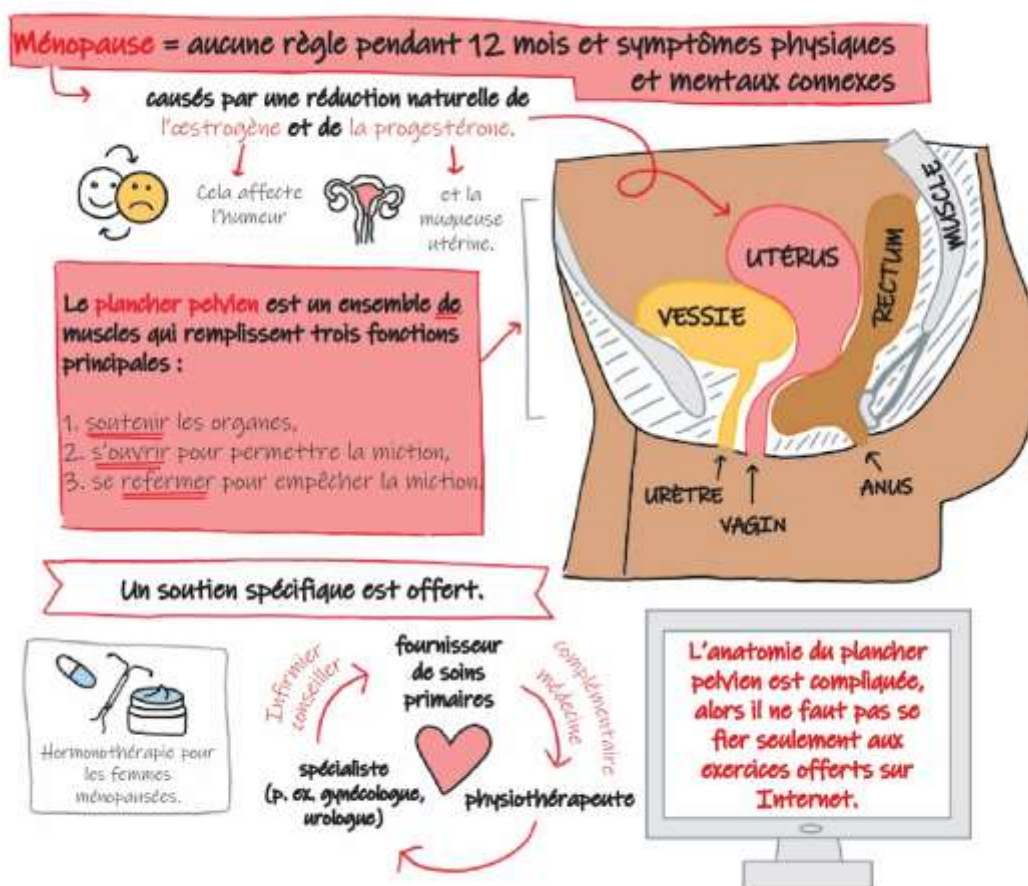 Ménopause = aucune règle pendant 12 mois et symptômes physiques
et mentaux connexes
causés par une réduction naturelle de
l'œstrogène et de la progestérone.
Cela affecte
l'humeur
et la
muqueuse
utérine.
Le plancher pelvien est un ensemble de
muscles qui remplissent trois fonctions
principales :
1. soutenir les organes,
2. s'ouvrir pour permettre la miction,
3. se refermer pour empêcher la miction.
UTÉRUS
VESSIE
RECTUM
MUSCLE
URÈTRE
VAGIN
ANUS
Un soutien spécifique est offert.
Hormonothérapie pour
les femmes
ménopausées.
Infirmier
conseiller
fournisseur
de soins
primaires
complémentaire
médecine
spécialiste
(p. ex. gynécologue,
urologue)
physiothérapeute
L'anatomie du plancher
pelvien est compliquée,
alors il ne faut pas se
fier seulement aux
exercices offerts sur
Internet.